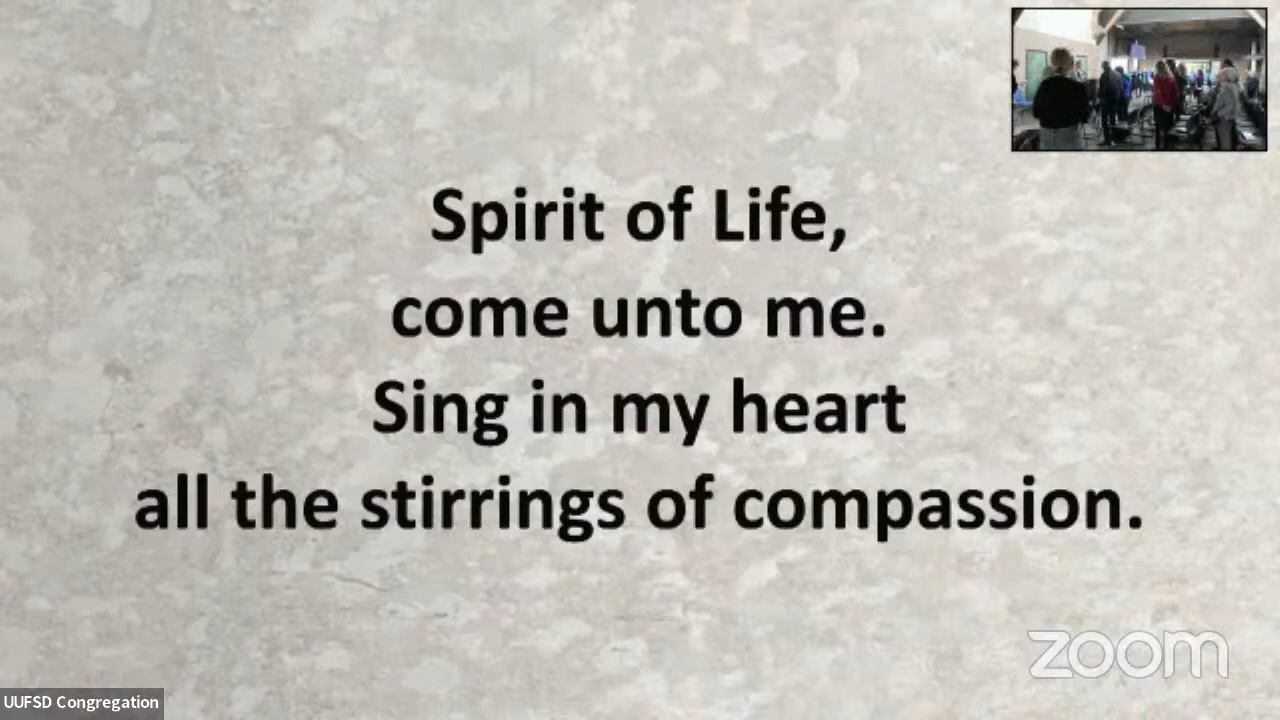 Spirit of Life,
come unto me.
Sing in my heart
all the stirrings of compassion.
zoom
UUFSD Congregation